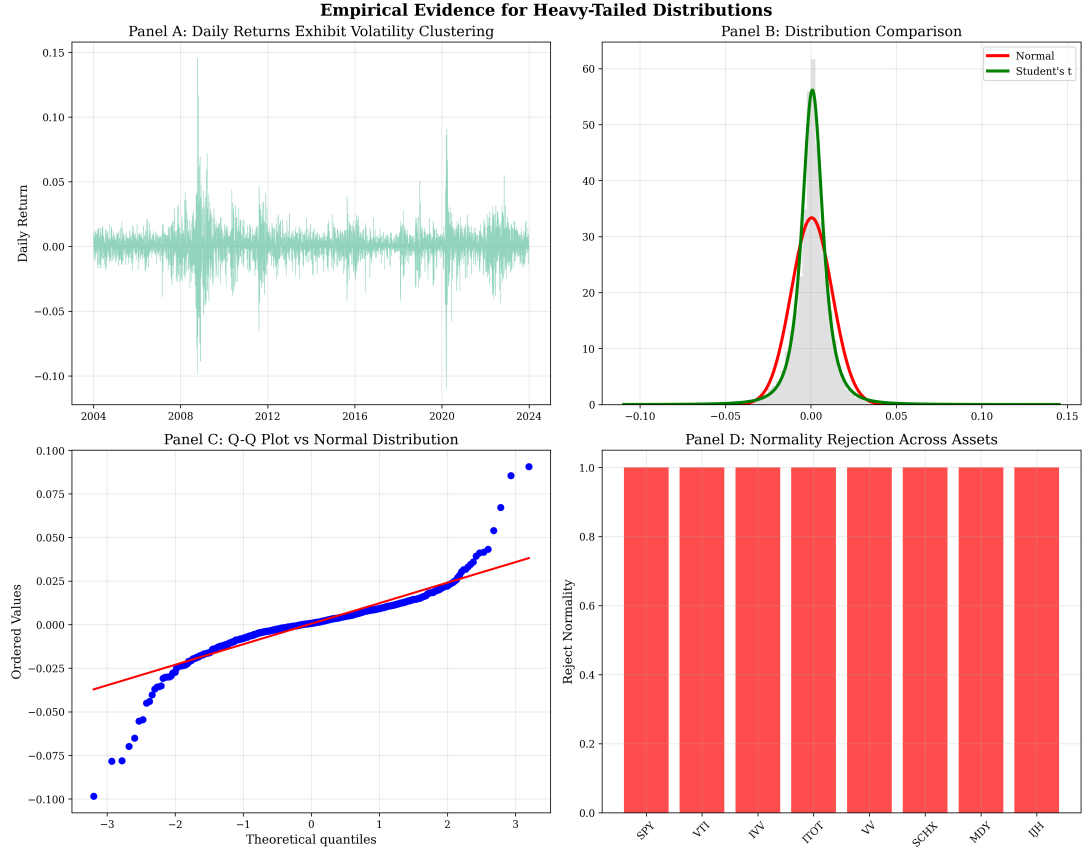 Empirical Evidence for Heavy-Tailed Distributions
Panel A: Daily Returns Exhibit Volatility Clustering
Daily Return
0.15
0.10
0.05
0.00
−0.05
−0.10
2004
2008
2012
2016
2020
2024
Panel B: Distribution Comparison
Normal
Student's t
60
50
40
30
20
10
0
−0.10
−0.05
0.00
0.05
0.10
0.15
Panel C: Q-Q Plot vs Normal Distribution
Ordered Values
0.100
0.075
0.050
0.025
0.000
−0.025
−0.050
−0.075
−0.100
−3
−2
−1
0
1
2
3
Theoretical quantiles
Panel D: Normality Rejection Across Assets
Reject Normality
1.0
0.8
0.6
0.4
0.2
0.0
SPY
VTI
IVV
ITOT
VV
SCHX
MDY
IJH